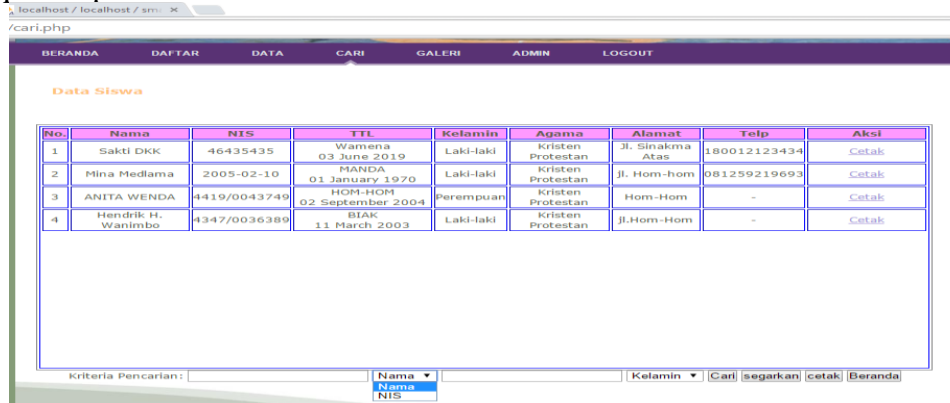 localhost / localhost / sm
/cari.php
BERANDA DAFTAR DATA CARI GALERI ADMIN LOGOUT
Data Siswa
No. Nama NIS TTL Kelamin Agama Alamat Telp Aksi
1 Sakti DKK 46435435 Wamena 03 June 2019 Laki-laki Kristen Protestan Jl. Sinakma Atas 180012123434 Cetak
2 Mina Medlama 2005-02-10 MANDA 01 January 1970 Laki-laki Kristen Protestan jl. Hom-hom 081259219693 Cetak
3 ANITA WENDA 4419/0043749 HOM-HOM 02 September 2004 Perempuan Kristen Protestan Hom-Hom - Cetak
4 Hendrik H. Wanimbo 4347/0036389 BIAK 11 March 2003 Laki-laki Kristen Protestan jl.Hom-Hom - Cetak
Kriteria Pencarian: Nama Kelamin Cari segarkan cetak Beranda
Nama
NIS